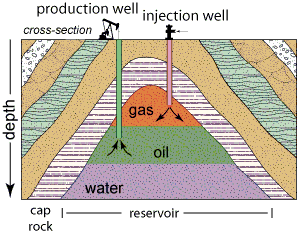 production well
injection well
cross-section
depth
gas
oil
water
cap
rock
reservoir